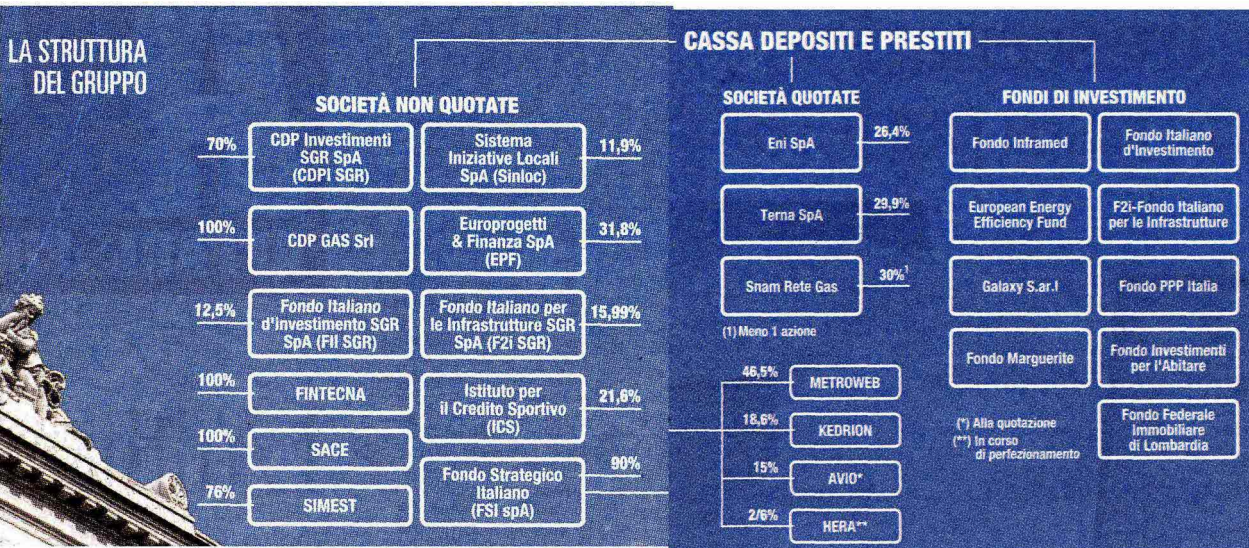 LA STRUTTURA
DEL GRUPPO
CASSA DEPOSITI E PRESTITI
SOCIETÀ NON QUOTATE
70%
CDP Investimenti
SGR SpA
(CDPI SGR)
Sistema
Iniziative Locali
SpA (Sinloc)
11,9%
100%
CDP GAS Srl
Europrogetti
& Finanza SpA
(EPF)
31,8%
12,5%
Fondo Italiano
d'investimento SGR
SpA (FII SGR)
Fondo Italiano per
le Infrastrutture SGR
SpA (F2i SGR)
15,99%
100%
FINTECNA
Istituto per
il Credito Sportivo
(ICS)
21,6%
100%
SACE
76%
SIMEST
Fondo Strategico
Italiano
(FSI spA)
90%
SOCIETÀ QUOTATE
Eni SpA
26,4%
Terna SpA
29,9%
Snam Rete Gas
30%¹
(1) Meno 1 azione
46,5%
METROWEB
18,6%
KEDRION
15%
AVIO*
2/6%
HERA**
FONDI DI INVESTIMENTO
Fondo Inframed
Fondo Italiano
d'Investimento
European Energy
Efficiency Fund
F2i-Fondo Italiano
per le Infrastrutture
Galaxy S.ar.l
Fondo PPP Italia
Fondo Marguerite
Fondo Investimenti
per l'Abitare
Fondo Federale
Immobiliare
di Lombardia
(*) Alla quotazione
(**) In corso
di perfezionamento